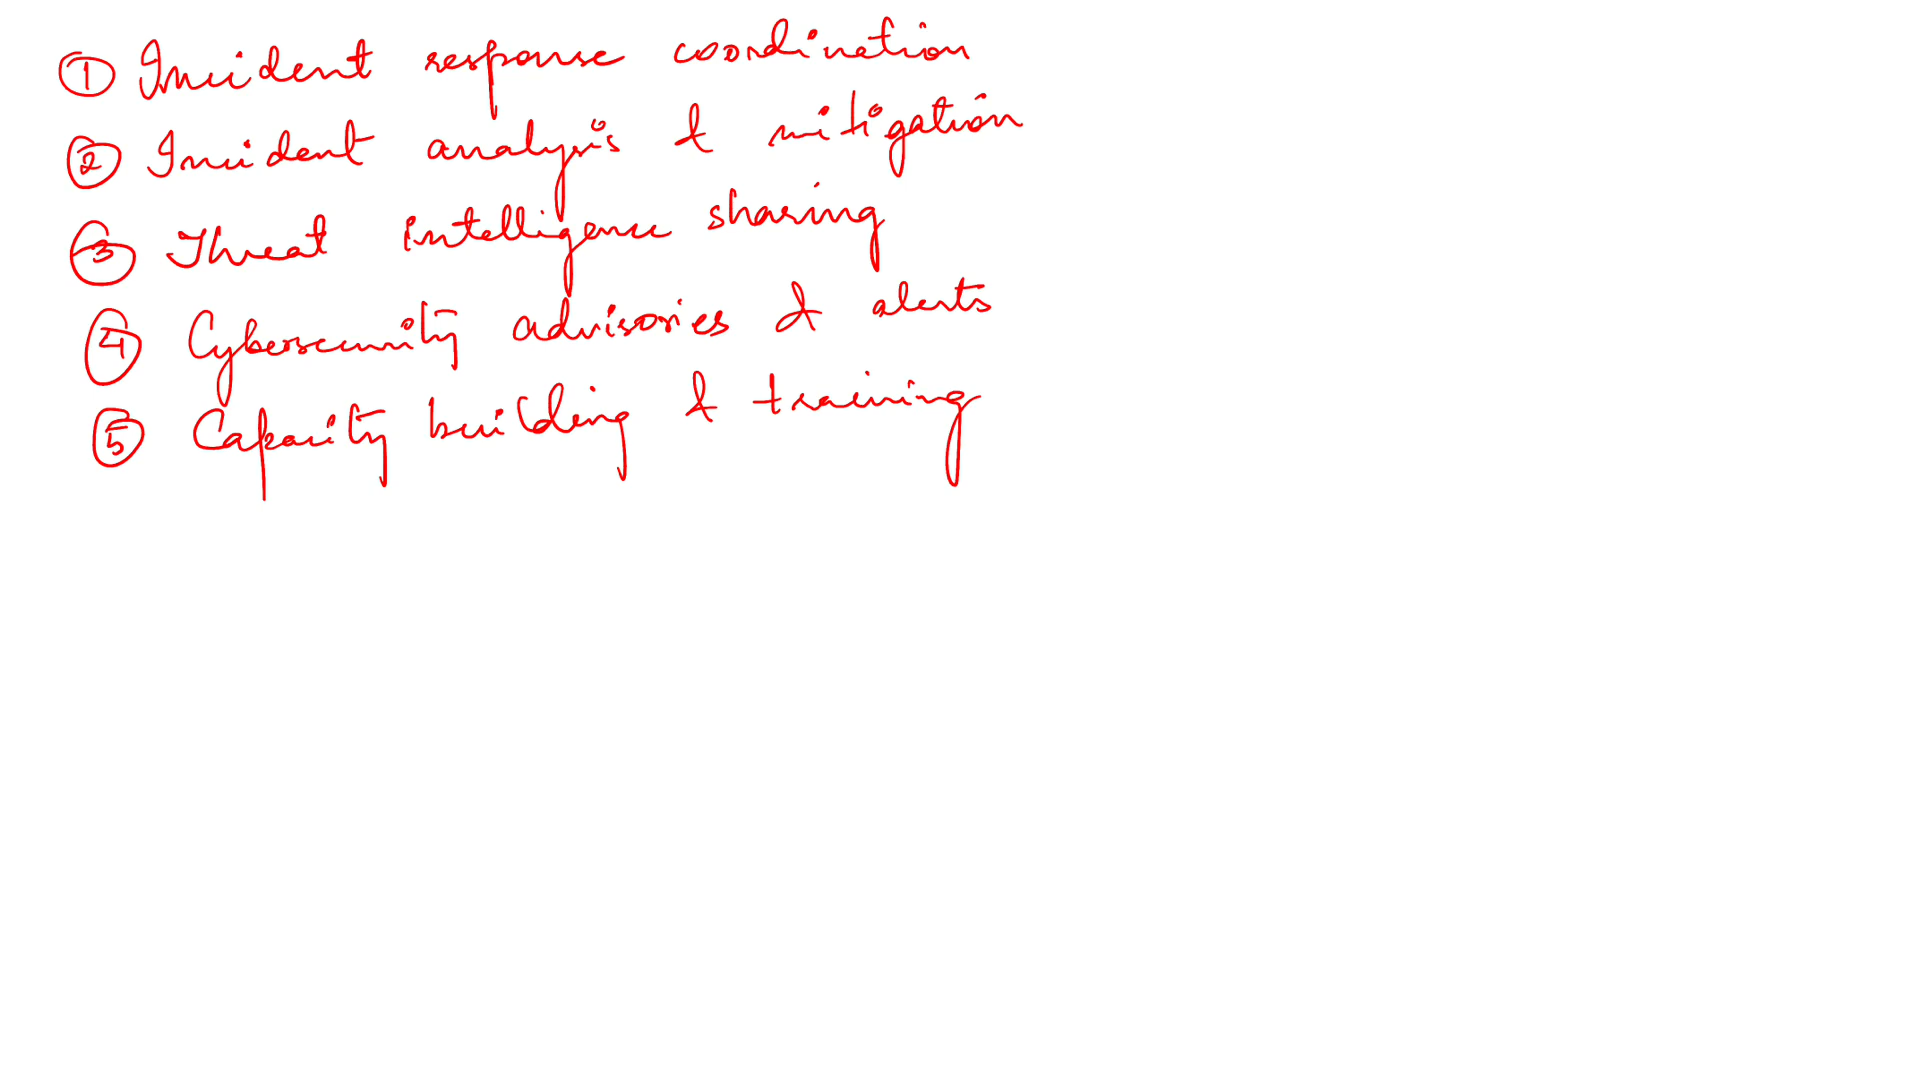 ① Incident response coordination
② Incident analysis & mitigation
③ Threat intelligence sharing
④ Cybersecurity advisories & alerts
⑤ Capacity building & training